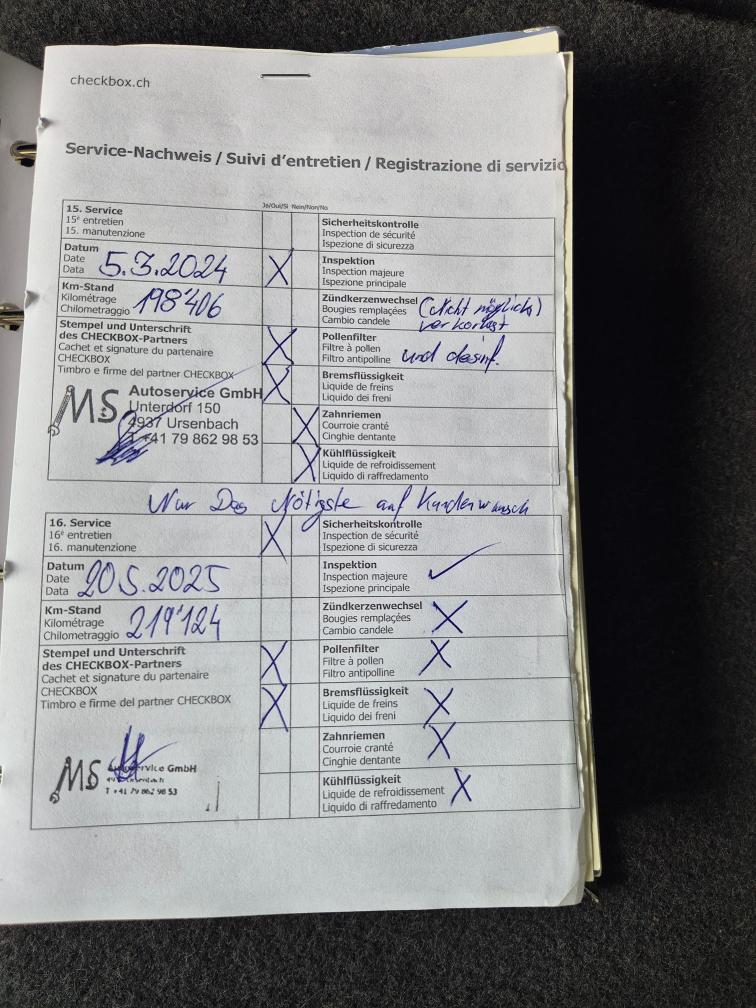 checkbox.ch
Service-Nachweis / Suivi d'entretien / Registrazione di servizio
Ja/Oui/Si Nein/Non/No
15. Service
15e entretien
15. manutenzione
Sicherheitskontrolle
Inspection de sécurité
Ispezione di sicurezza
Datum
Date
Data
5.3.2024
X
Inspektion
Inspection majeure
Ispezione principale
Km-Stand
Kilométrage
Chilometraggio
198'406
Zündkerzenwechsel
Bougies remplaçées
Cambio candele
(Nicht möglich)
verkorkst
Stempel und Unterschrift
des CHECKBOX-Partners
Cachet et signature du partenaire
CHECKBOX
Timbro e firme del partner CHECKBOX
X
Pollenfilter
Filtre à pollen
Filtro antipolline
und desinf.
X
Bremsflüssigkeit
Liquide de freins
Liquido dei freni
MS
Autoservice GmbH
Unterdorf 150
4937 Ursenbach
T +41 79 862 98 53
X
Zahnriemen
Courroie cranté
Cinghie dentante
X
Kühlflüssigkeit
Liquide de refroidissement
Liquido di raffredamento
Nur Das Nötigste auf Kundenwunsch
16. Service
16e entretien
16. manutenzione
X
Sicherheitskontrolle
Inspection de sécurité
Ispezione di sicurezza
Datum
Date
Data
20.5.2025
Inspektion
Inspection majeure
Ispezione principale
✓
Km-Stand
Kilométrage
Chilometraggio
219'124
Zündkerzenwechsel
Bougies remplaçées
Cambio candele
X
Stempel und Unterschrift
des CHECKBOX-Partners
Cachet et signature du partenaire
CHECKBOX
Timbro e firme del partner CHECKBOX
X
Pollenfilter
Filtre à pollen
Filtro antipolline
X
X
Bremsflüssigkeit
Liquide de freins
Liquido dei freni
X
Zahnriemen
Courroie cranté
Cinghie dentante
X
MS
GmbH
T +41 79 862 98 53
Kühlflüssigkeit
Liquide de refroidissement
Liquido di raffredamento
X